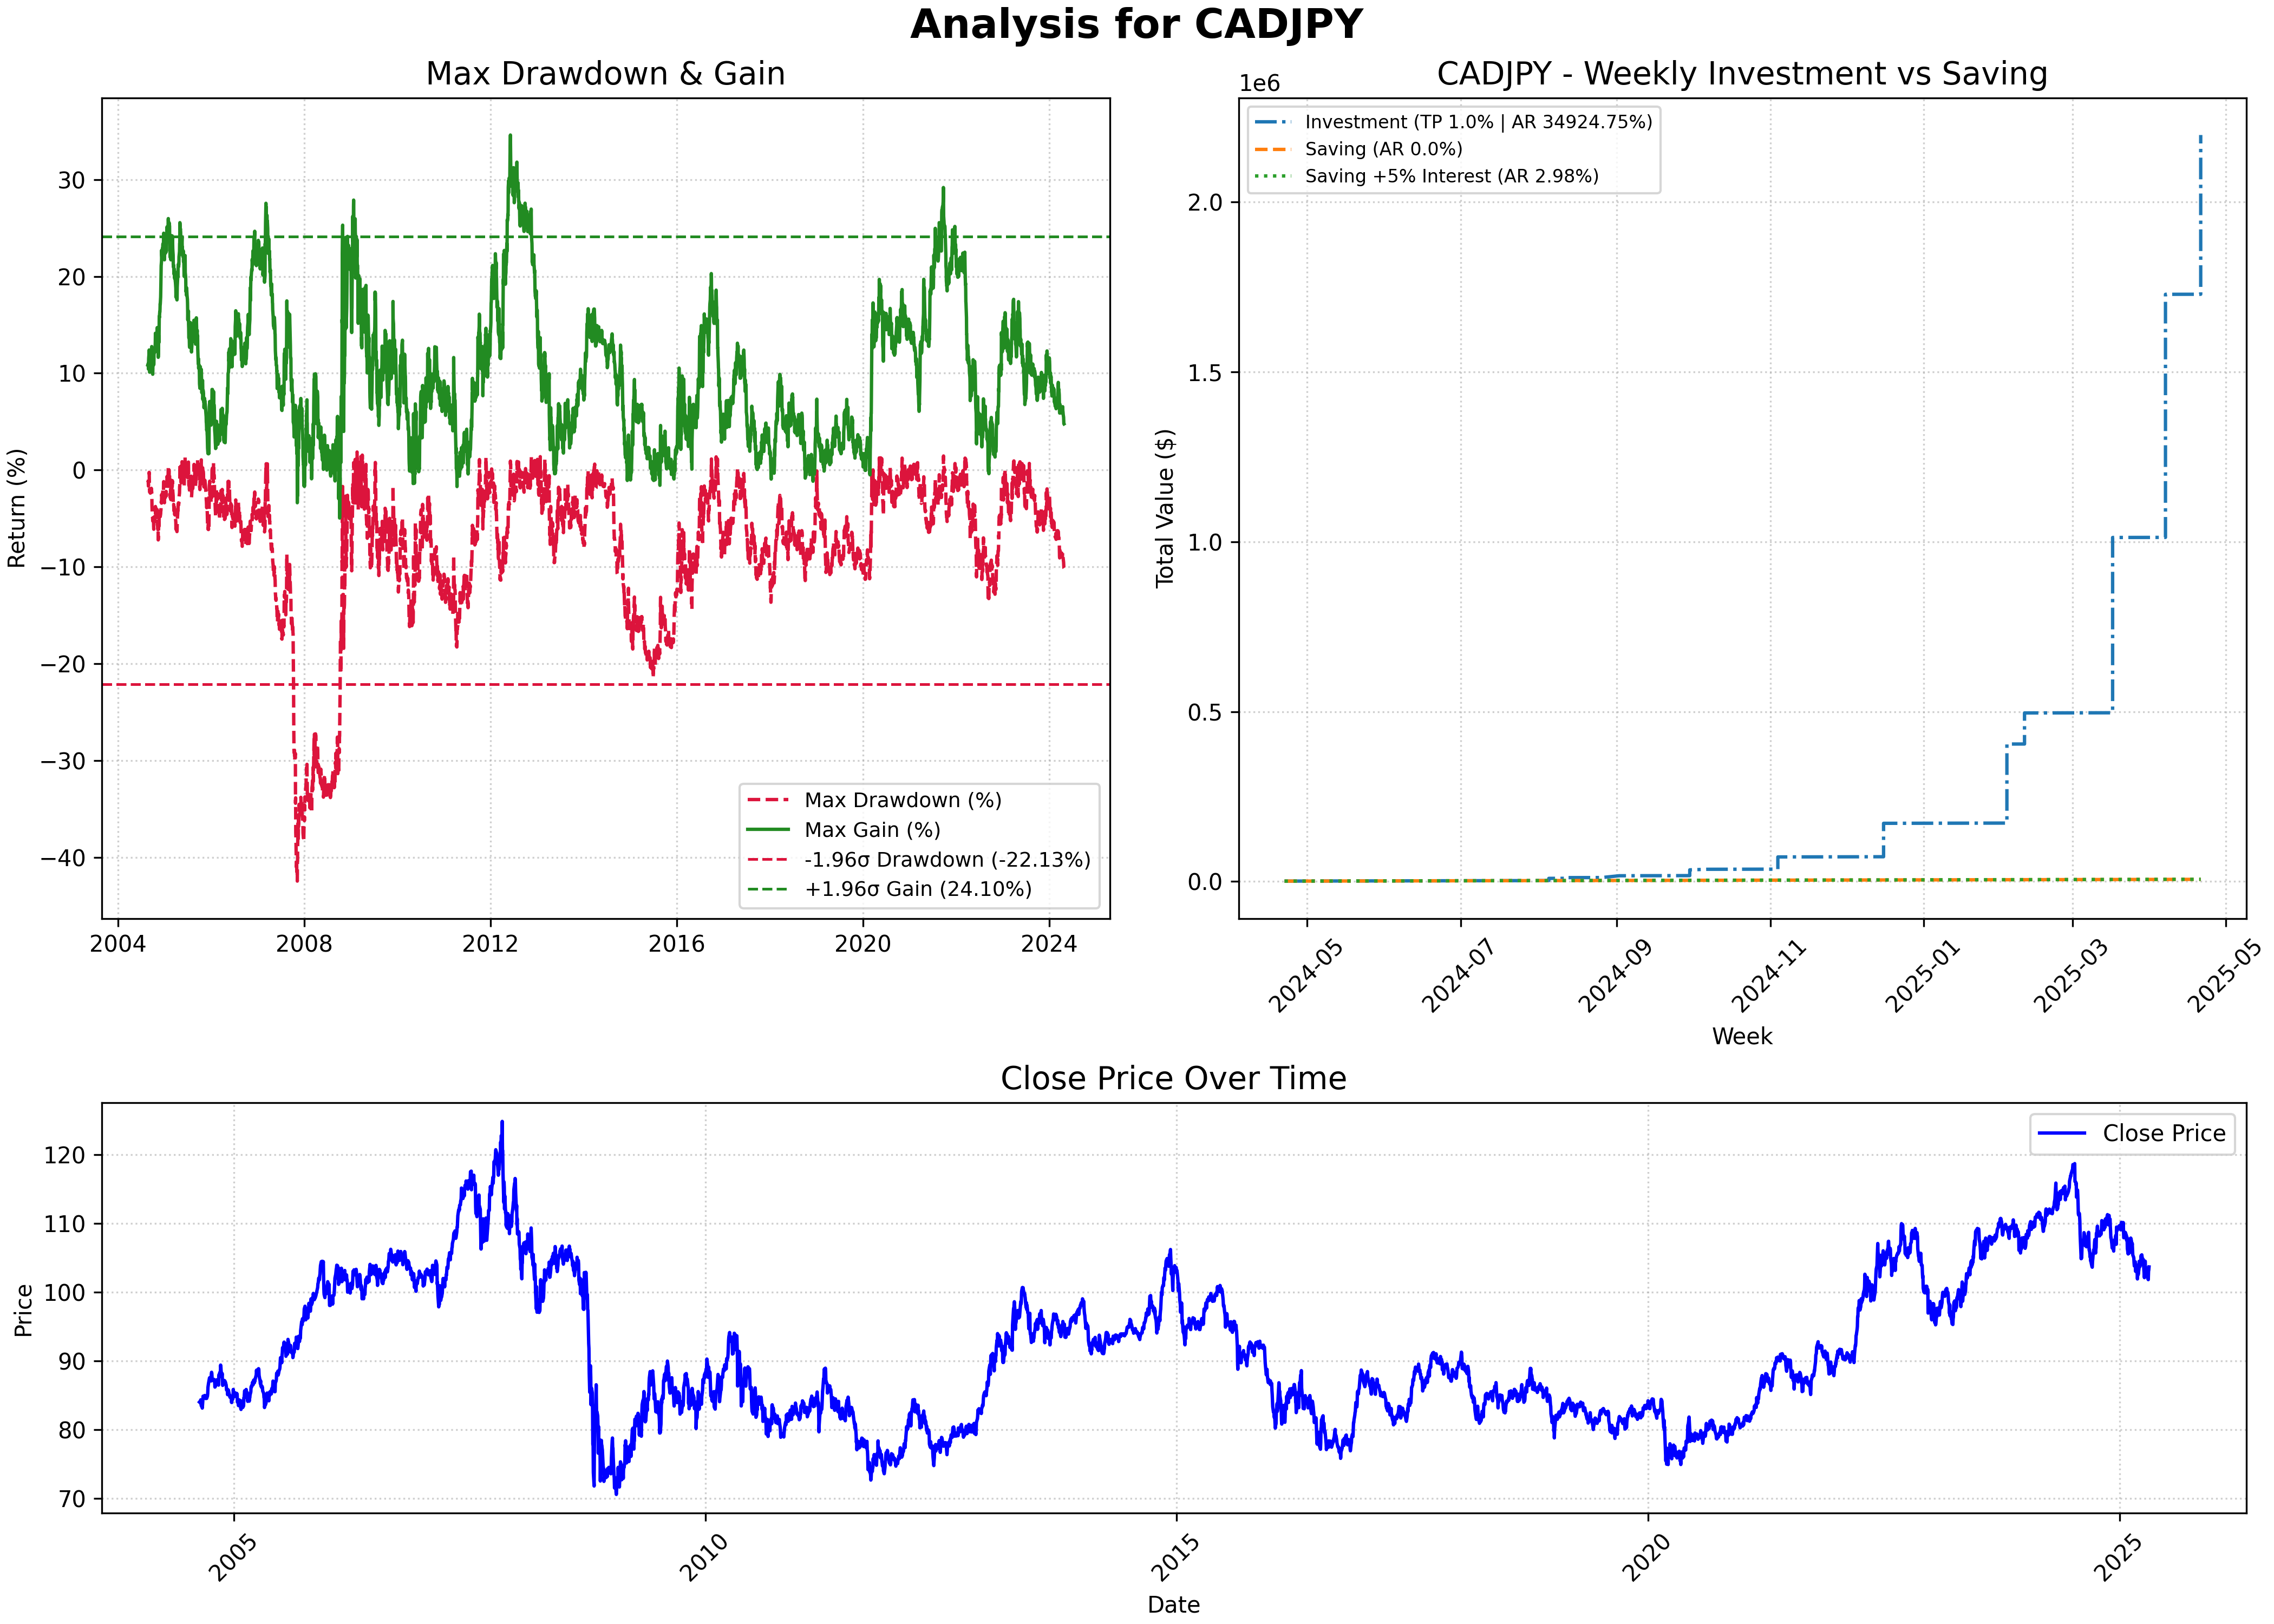 Analysis for CADJPY
Max Drawdown & Gain
Return (%)
30
20
10
0
−10
−20
−30
−40
2004 2008 2012 2016 2020 2024
Max Drawdown (%)
Max Gain (%)
-1.96σ Drawdown (-22.13%)
+1.96σ Gain (24.10%)
CADJPY - Weekly Investment vs Saving
1e6
Total Value ($)
2.0
1.5
1.0
0.5
0.0
Investment (TP 1.0% | AR 34924.75%)
Saving (AR 0.0%)
Saving +5% Interest (AR 2.98%)
2024-05 2024-07 2024-09 2024-11 2025-01 2025-03 2025-05
Week
Close Price Over Time
Price
120
110
100
90
80
70
Close Price
2005 2010 2015 2020 2025
Date